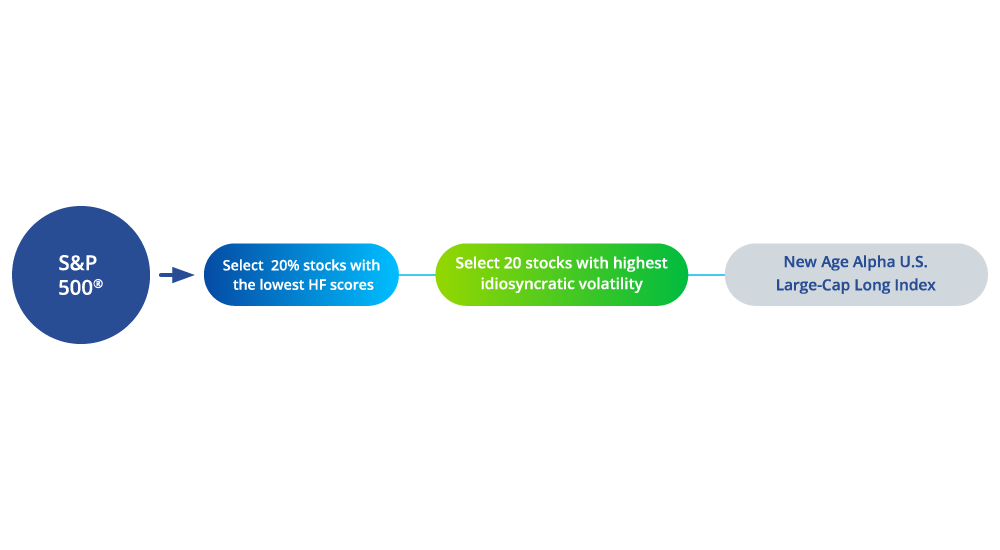 S&P
500®
Select 20% stocks with
the lowest HF scores
Select 20 stocks with highest
idiosyncratic volatility
New Age Alpha U.S.
Large-Cap Long Index